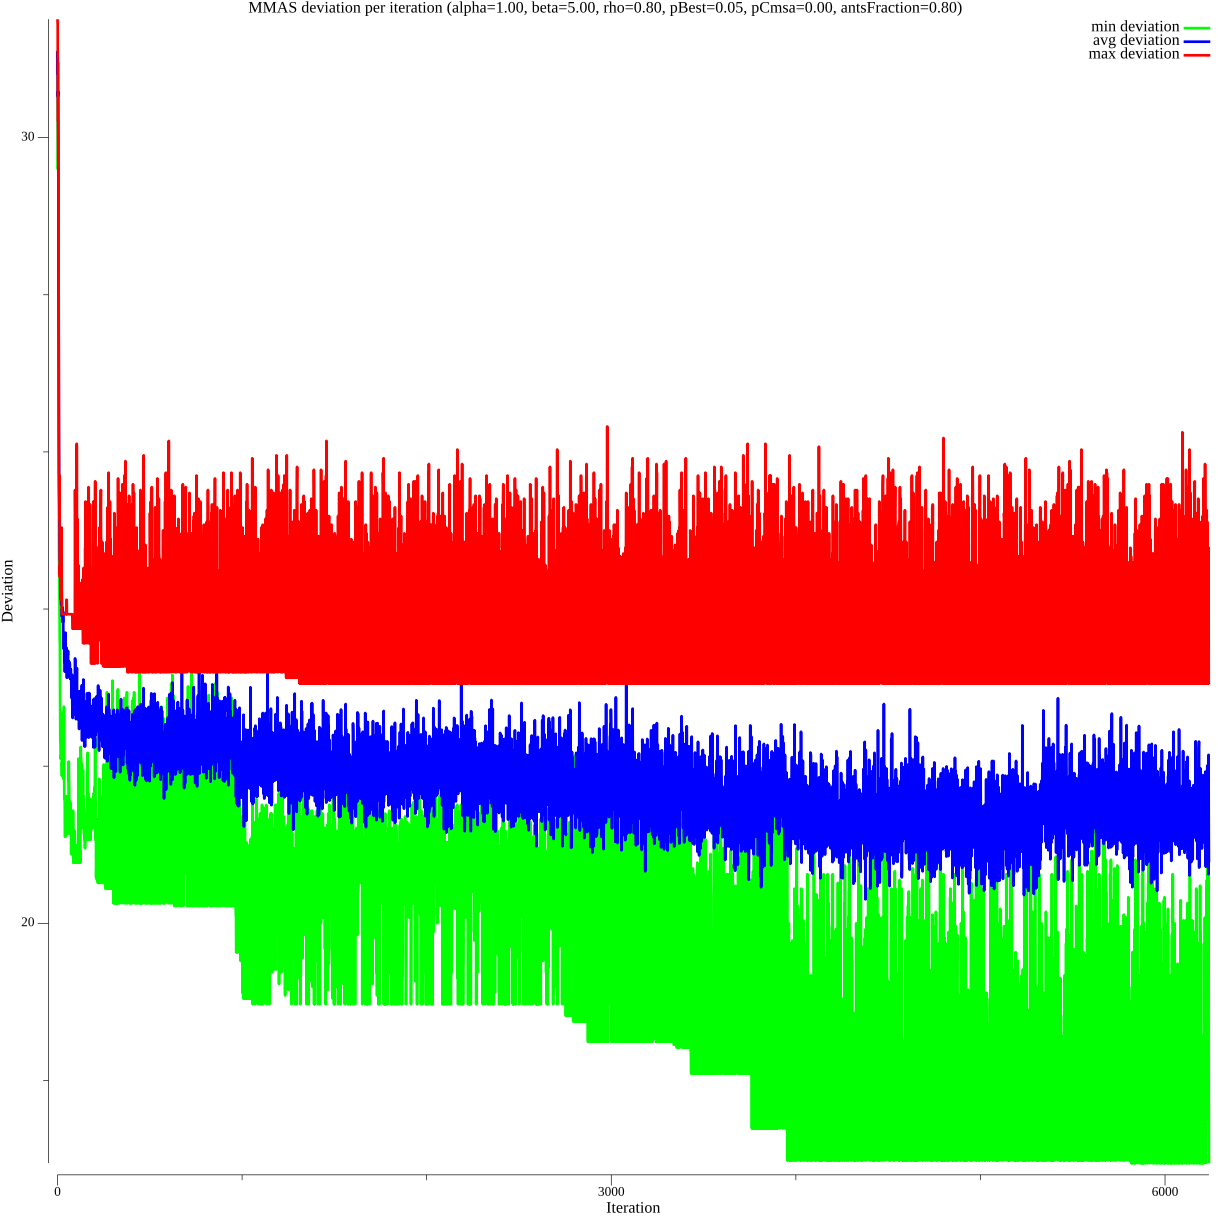 MMAS deviation per iteration (alpha=1.00, beta=5.00, rho=0.80, pBest=0.05, pCmsa=0.00, antsFraction=0.80)
min deviation
avg deviation
max deviation
30
Deviation
20
0
3000
6000
Iteration